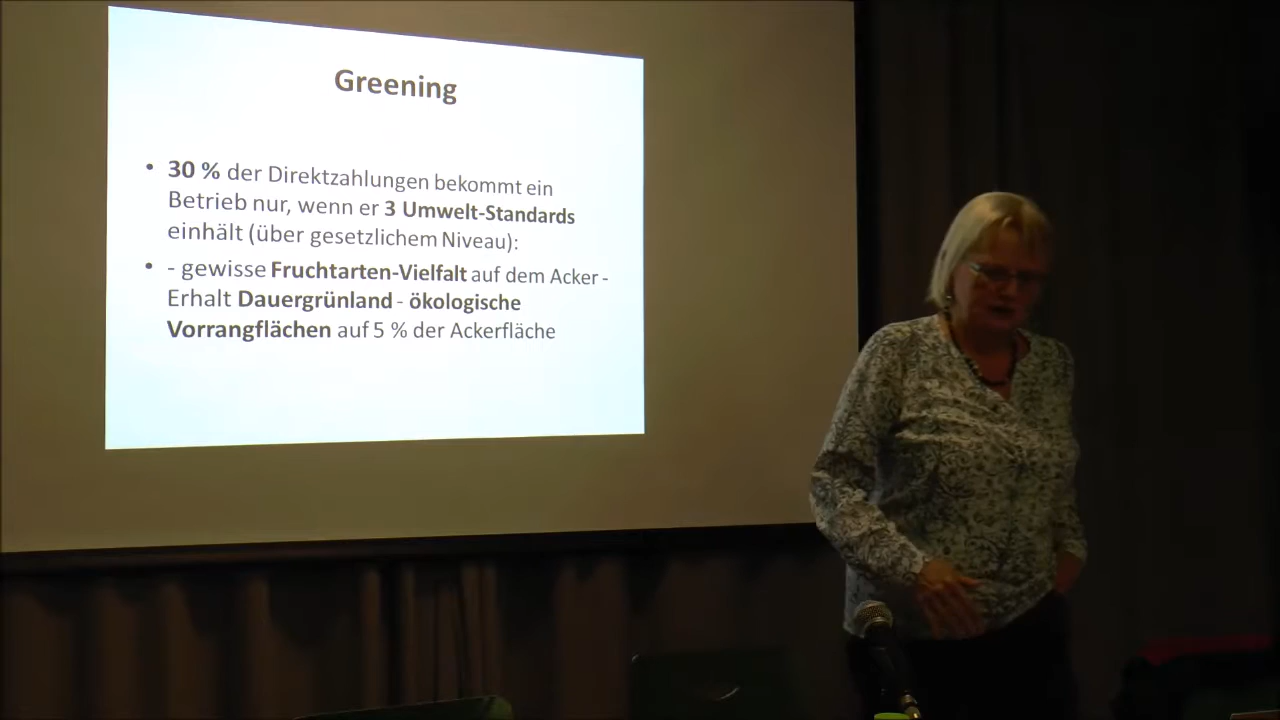 Greening
• 30 % der Direktzahlungen bekommt ein
Betrieb nur, wenn er 3 Umwelt-Standards
einhält (über gesetzlichem Niveau):
• - gewisse Fruchtarten-Vielfalt auf dem Acker -
Erhalt Dauergrünland - ökologische
Vorrangflächen auf 5 % der Ackerfläche